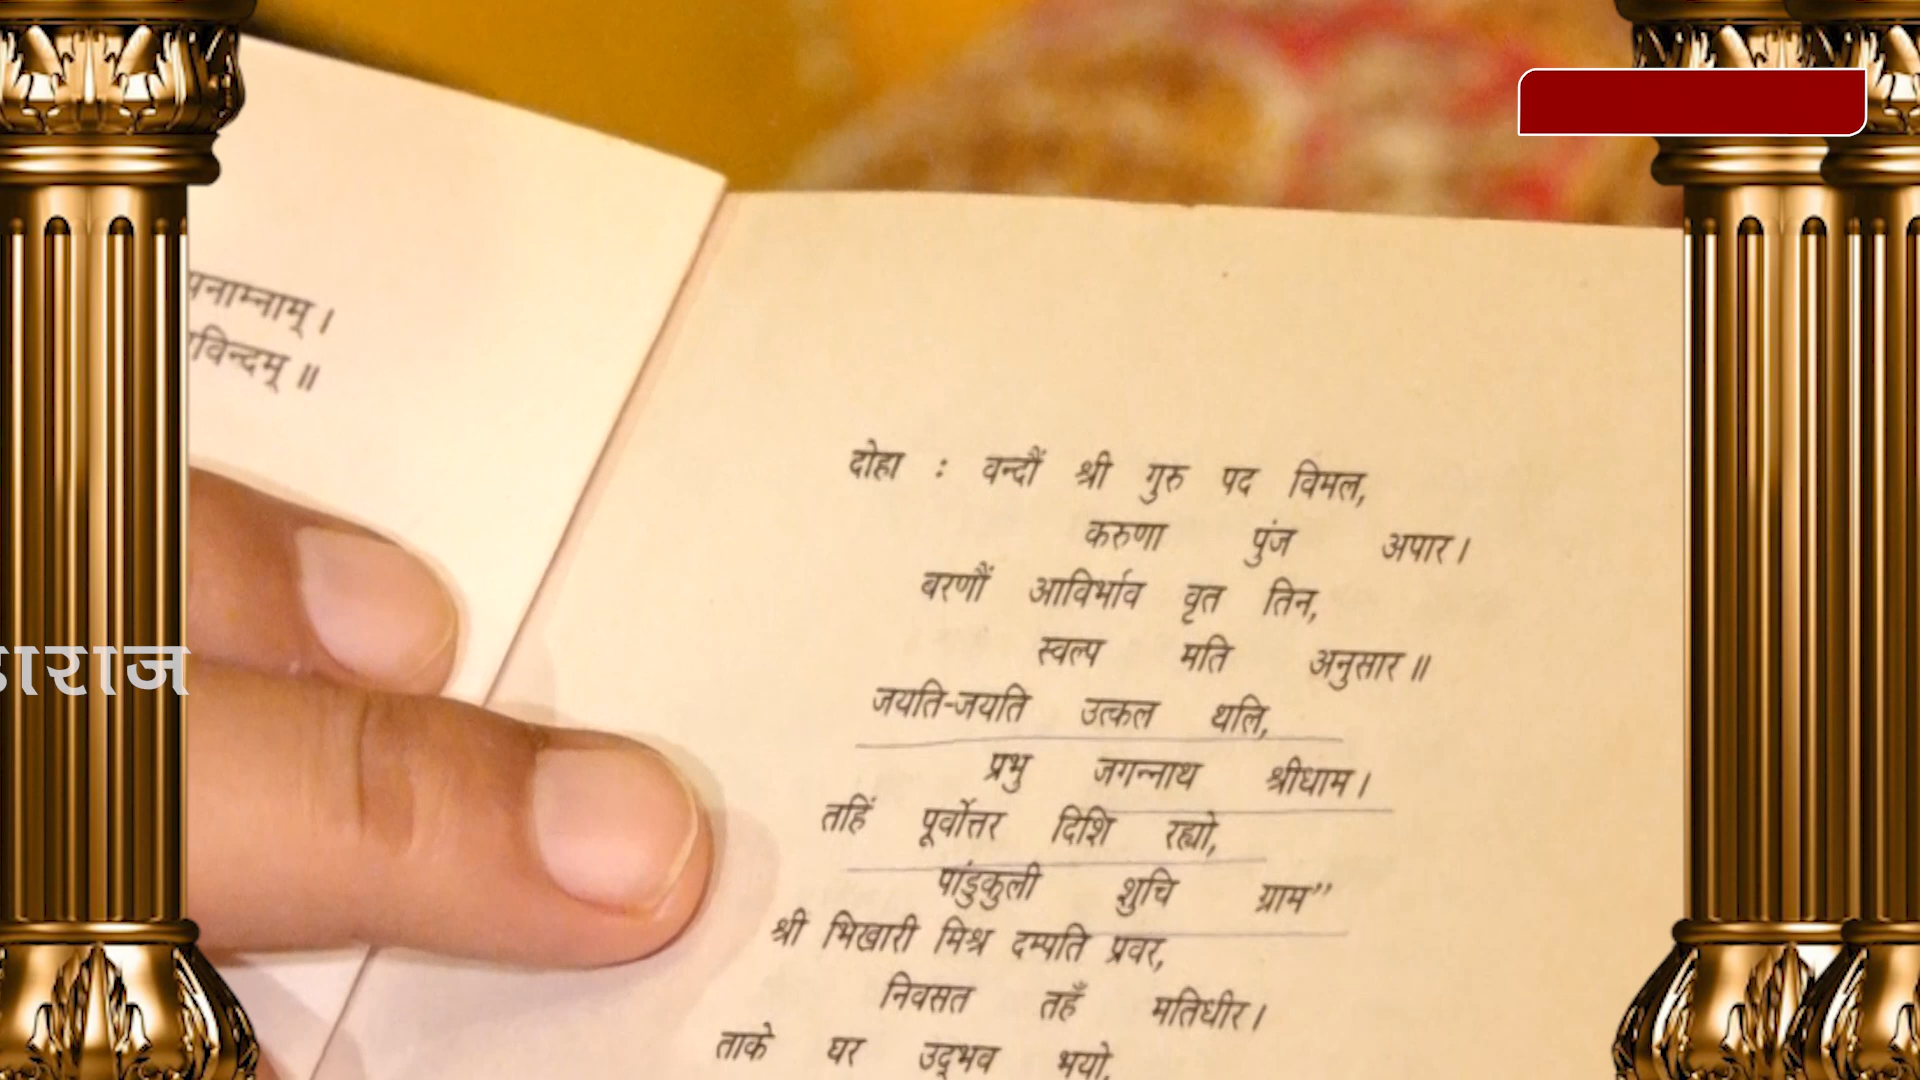 विन्दम् ॥
दोहा : वन्दौं श्री गुरु पद विमल,
करुणा पुंज अपार ।
बरणौं आविर्भाव वृत तिन,
स्वल्प मति अनुसार ॥
जयति-जयति उत्कल थलि,
प्रभु जगन्नाथ श्रीधाम ।
तहिं पूर्वोत्तर दिशि रह्यो,
पांडुकुली शुचि ग्राम”
श्री भिखारी मिश्र दम्पति प्रवर,
निवसत तहँ मतिधीर ।
ताके घर उद्‌भव भयो,